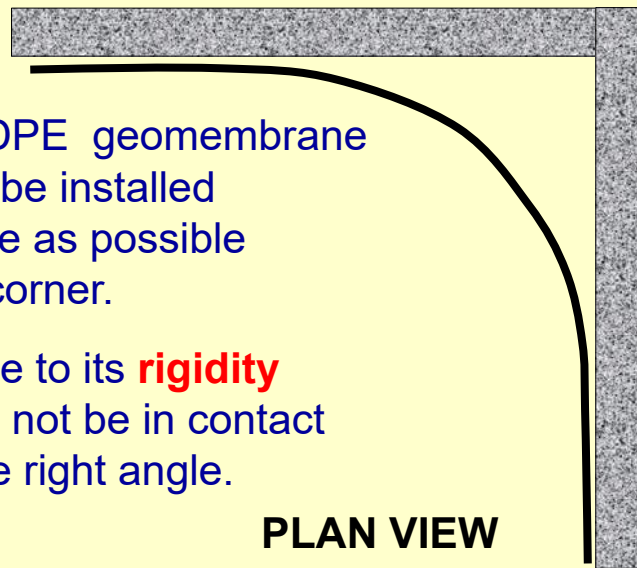 DPE geomembrane
be installed
e as possible
corner.
e to its rigidity
not be in contact
e right angle.
PLAN VIEW